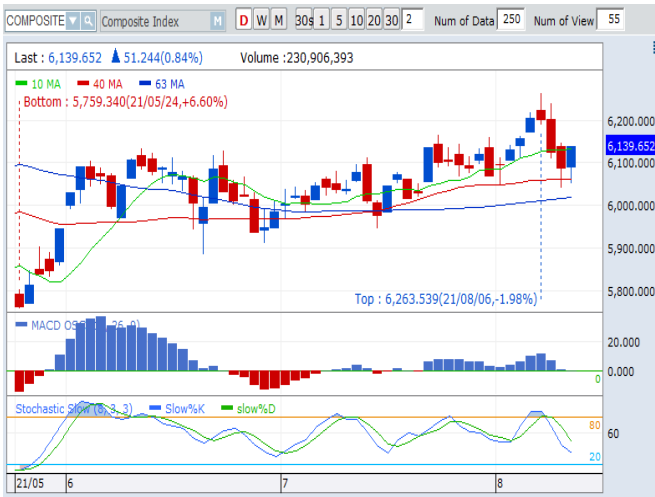 COMPOSITE Composite Index M D W M 30s 1 5 10 20 30 2 Num of Data 250 Num of View 55
Last : 6,139.652 51.244(0.84%) Volume :230,906,393
10 MA 40 MA 63 MA
Bottom : 5,759.340(21/05/24,+6.60%)
6,200.000
6,139.652
6,100.000
6,000.000
5,900.000
5,800.000
Top : 6,263.539(21/08/06,-1.98%)
MACD
20.000
0.000
0
Stochastic Slow (8, 3, 3) Slow%K slow%D
80
60
20
21/05 6 7 8